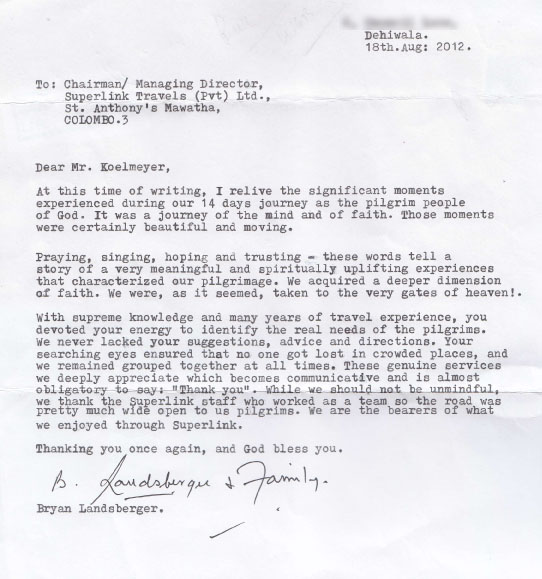 Dehiwala.
18th.Aug: 2012.
To: Chairman/ Managing Director,
Superlink Travels (Pvt) Ltd.,
St. Anthony's Mawatha,
COLOMBO.3
Dear Mr. Koelmeyer,
At this time of writing, I relive the significant moments
experienced during our 14 days journey as the pilgrim people
of God. It was a journey of the mind and of faith. Those moments
were certainly beautiful and moving.
Praying, singing, hoping and trusting - these words tell a
story of a very meaningful and spiritually uplifting experiences
that characterized our pilgrimage. We acquired a deeper dimension
of faith. We were, as it seemed, taken to the very gates of heaven!.
With supreme knowledge and many years of travel experience, you
devoted your energy to identify the real needs of the pilgrims.
We never lacked your suggestions, advice and directions. Your
searching eyes ensured that no one got lost in crowded places, and
we remained grouped together at all times. These genuine services
we deeply appreciate which becomes communicative and is almost
obligatory to say: "Thank you". While we should not be unmindful,
we thank the Superlink staff who worked as a team so the road was
pretty much wide open to us pilgrims. We are the bearers of what
we enjoyed through Superlink.
Thanking you once again, and God bless you.
B. Landsberger & Family.
Bryan Landsberger.